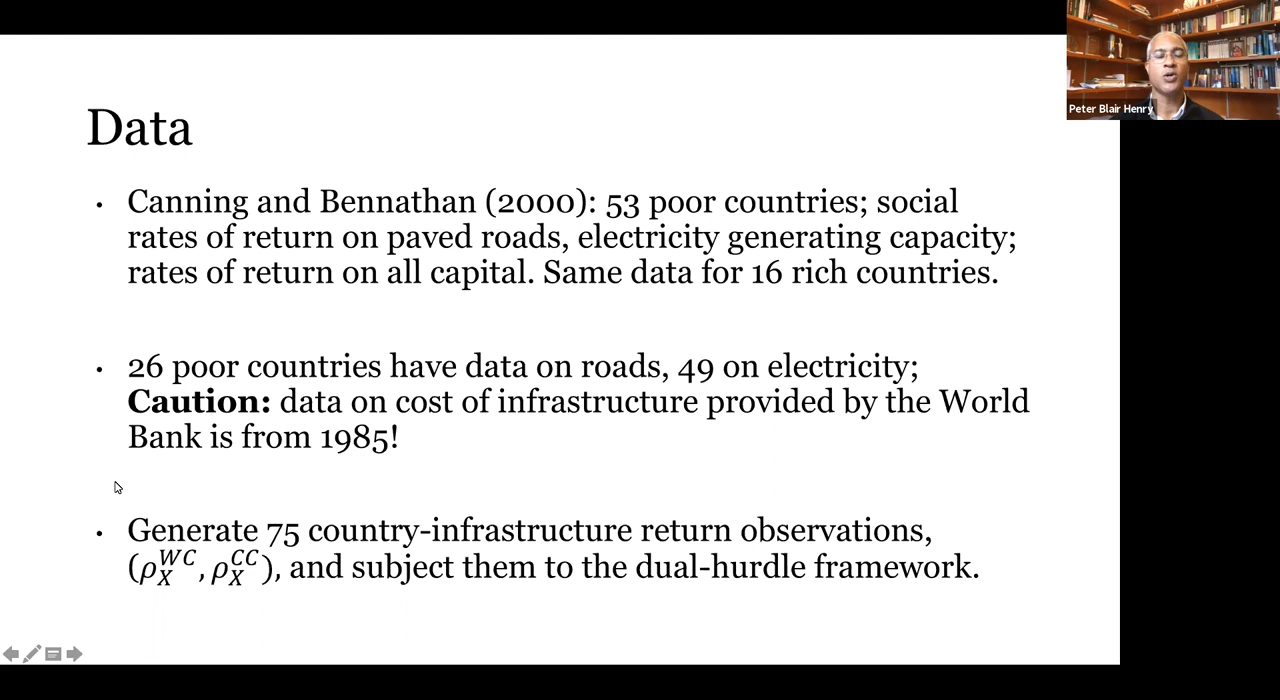 Peter Blair Henry
Data
• Canning and Bennathan (2000): 53 poor countries; social
rates of return on paved roads, electricity generating capacity;
rates of return on all capital. Same data for 16 rich countries.
• 26 poor countries have data on roads, 49 on electricity;
Caution: data on cost of infrastructure provided by the World
Bank is from 1985!
• Generate 75 country-infrastructure return observations,
(ρ_X^WC, ρ_X^CC), and subject them to the dual-hurdle framework.